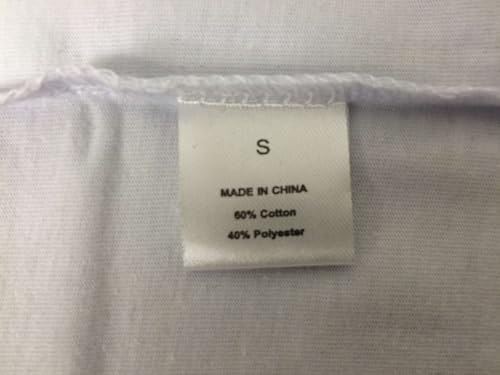 S
MADE IN CHINA
60% Cotton
40% Polyester